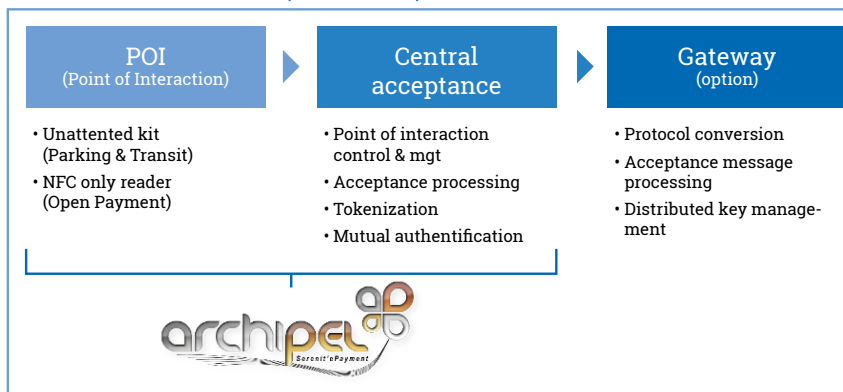 POI
(Point of Interaction)
Central
acceptance
Gateway
(option)
• Unattented kit
(Parking & Transit)
• NFC only reader
(Open Payment)
• Point of interaction
control & mgt
• Acceptance processing
• Tokenization
• Mutual authentification
• Protocol conversion
• Acceptance message
processing
• Distributed key manage-
ment
archipel
Serenit'ePayment